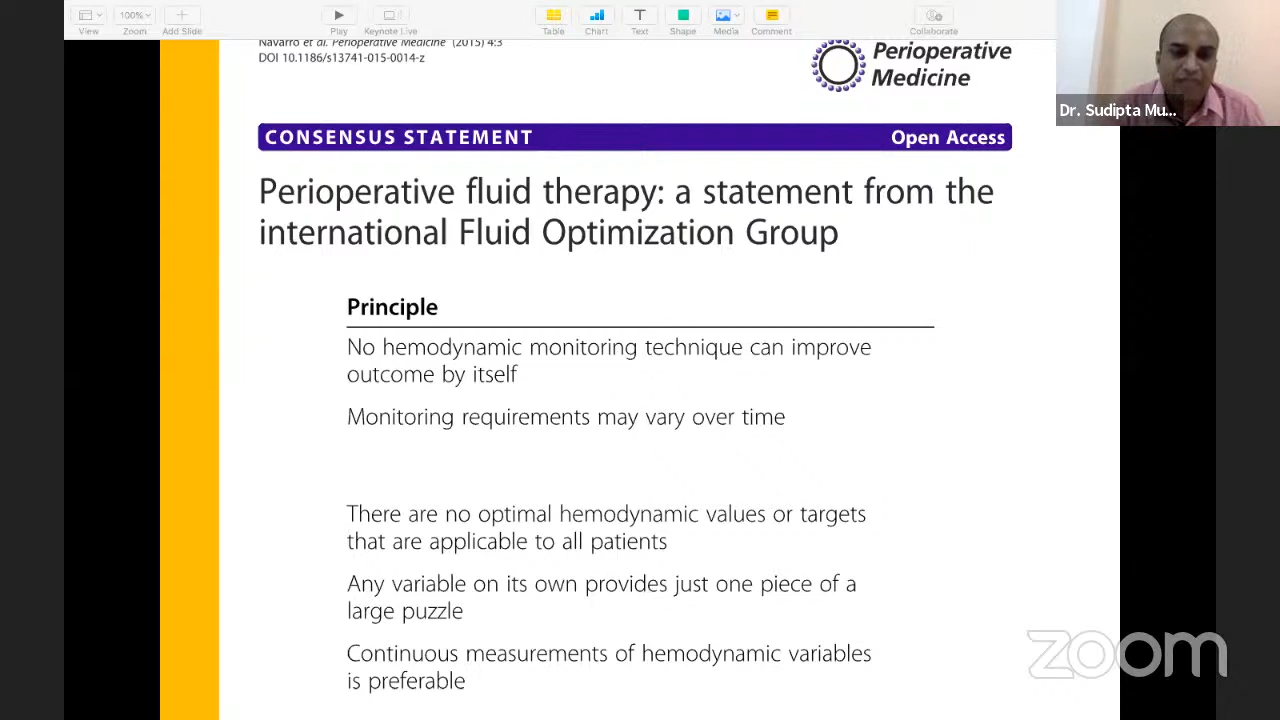 View
100%
Zoom
Add Slide
Play
Keynote Live
Table
Chart
Text
Shape
Media
Comment
Collaborate
Navarro et al. Perioperative Medicine (2015) 4:3
DOI 10.1186/s13741-015-0014-z
Perioperative
Medicine
Dr. Sudipta Mu...
CONSENSUS STATEMENT
Open Access
Perioperative fluid therapy: a statement from the
international Fluid Optimization Group
Principle
No hemodynamic monitoring technique can improve
outcome by itself
Monitoring requirements may vary over time
There are no optimal hemodynamic values or targets
that are applicable to all patients
Any variable on its own provides just one piece of a
large puzzle
Continuous measurements of hemodynamic variables
is preferable
zoom